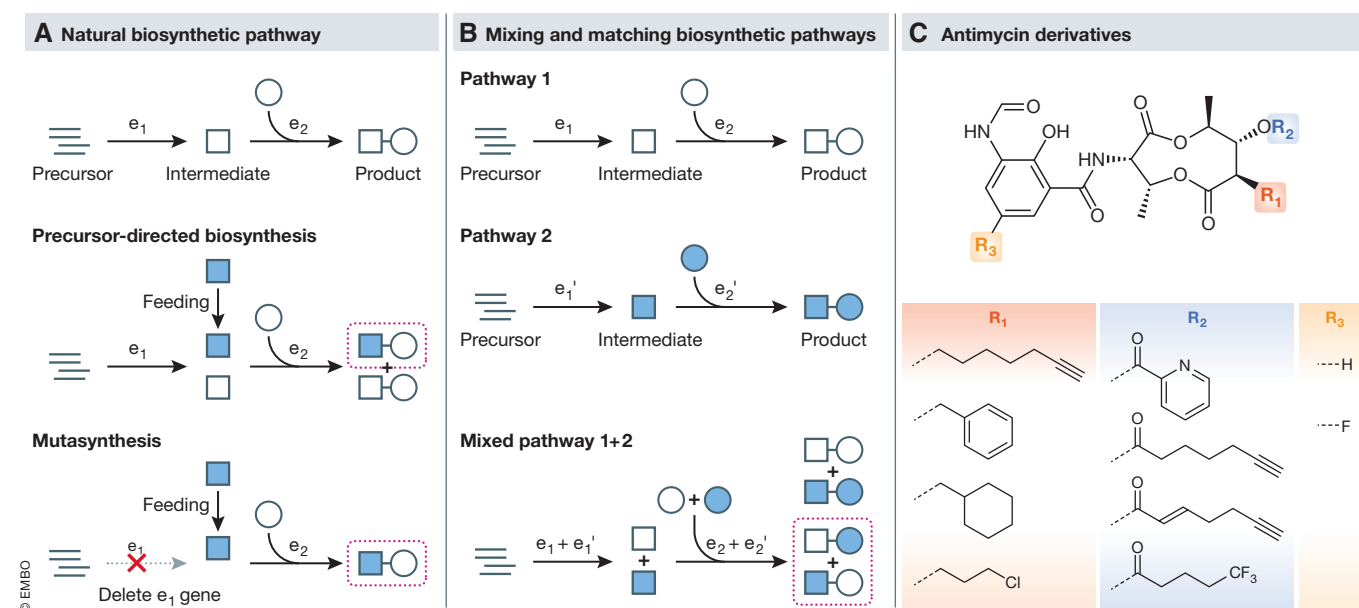 A Natural biosynthetic pathway
e1
e2
Precursor
Intermediate
Product
Precursor-directed biosynthesis
Feeding
e1
e2
+
Mutasynthesis
Feeding
e1
e2
Delete e1 gene
© EMBO
B Mixing and matching biosynthetic pathways
Pathway 1
e1
e2
Precursor
Intermediate
Product
Pathway 2
e1'
e2'
Precursor
Intermediate
Product
Mixed pathway 1+2
+
+
e1 + e1'
+
e2 + e2'
+
C Antimycin derivatives
O
HN
OH
O
O
OR2
HN
O
R1
O
O
R3
R1
R2
R3
O
N
H
O
F
O
O
Cl
CF3